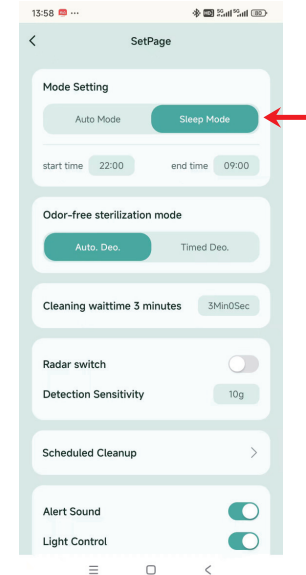 13:58
SetPage
Mode Setting
Auto Mode Sleep Mode
start time 22:00 end time 09:00
Odor-free sterilization mode
Auto. Deo. Timed Deo.
Cleaning waittime 3 minutes 3Min0Sec
Radar switch
Detection Sensitivity 10g
Scheduled Cleanup
Alert Sound
Light Control